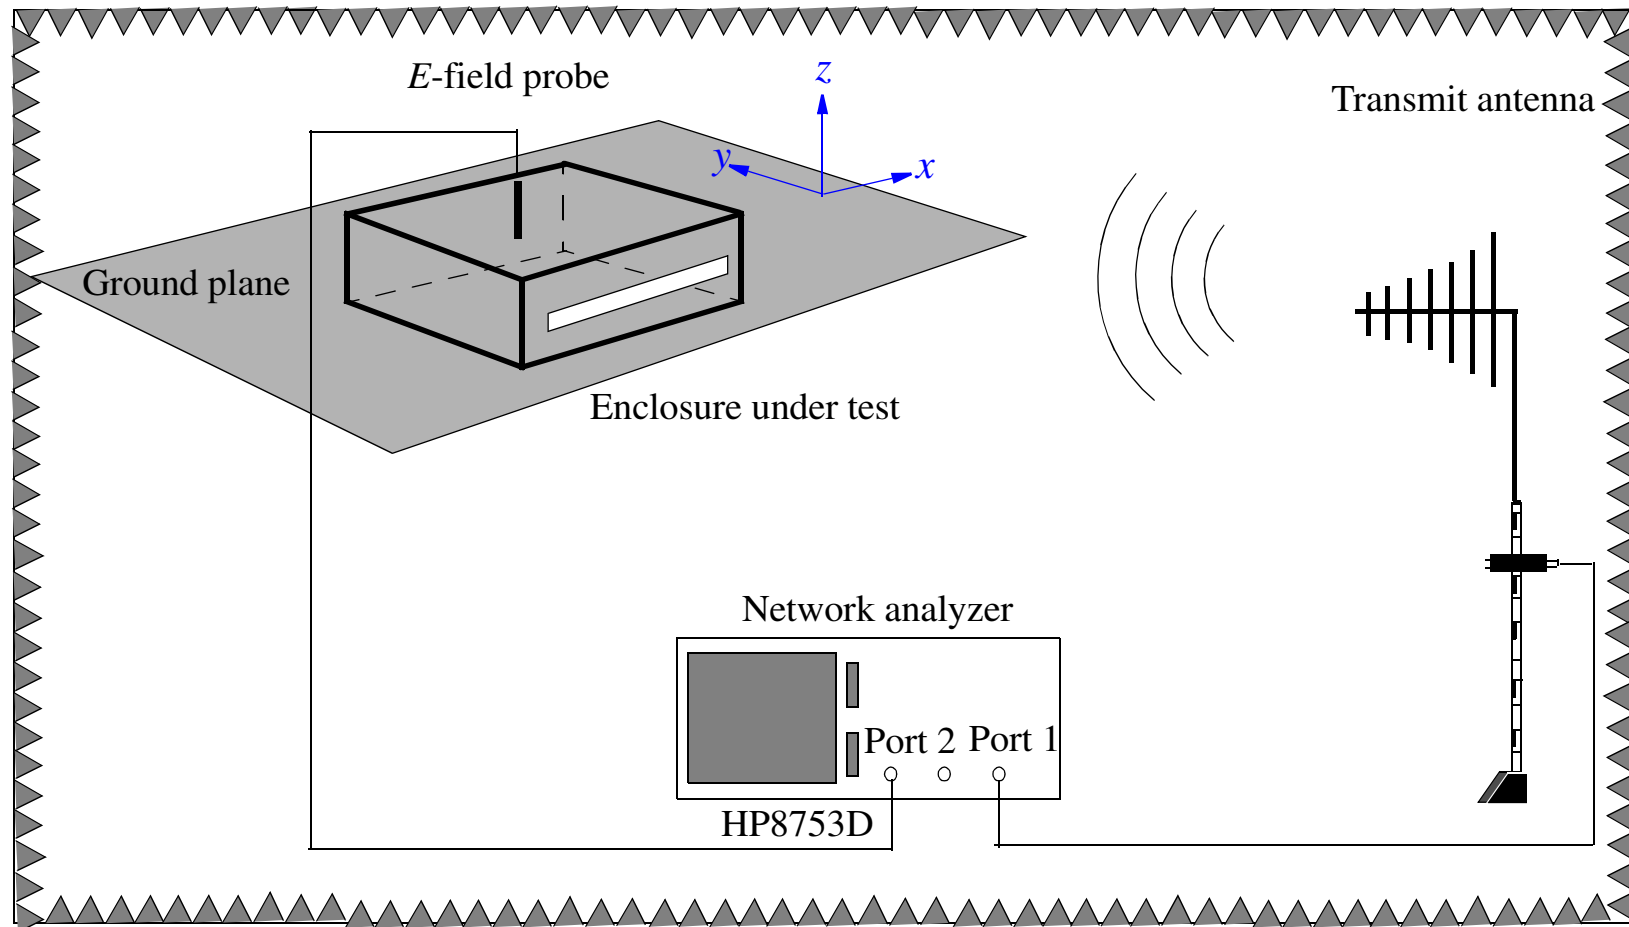 E-field probe
z
Transmit antenna
y
x
Ground plane
Enclosure under test
Network analyzer
Port 2 Port 1
HP8753D